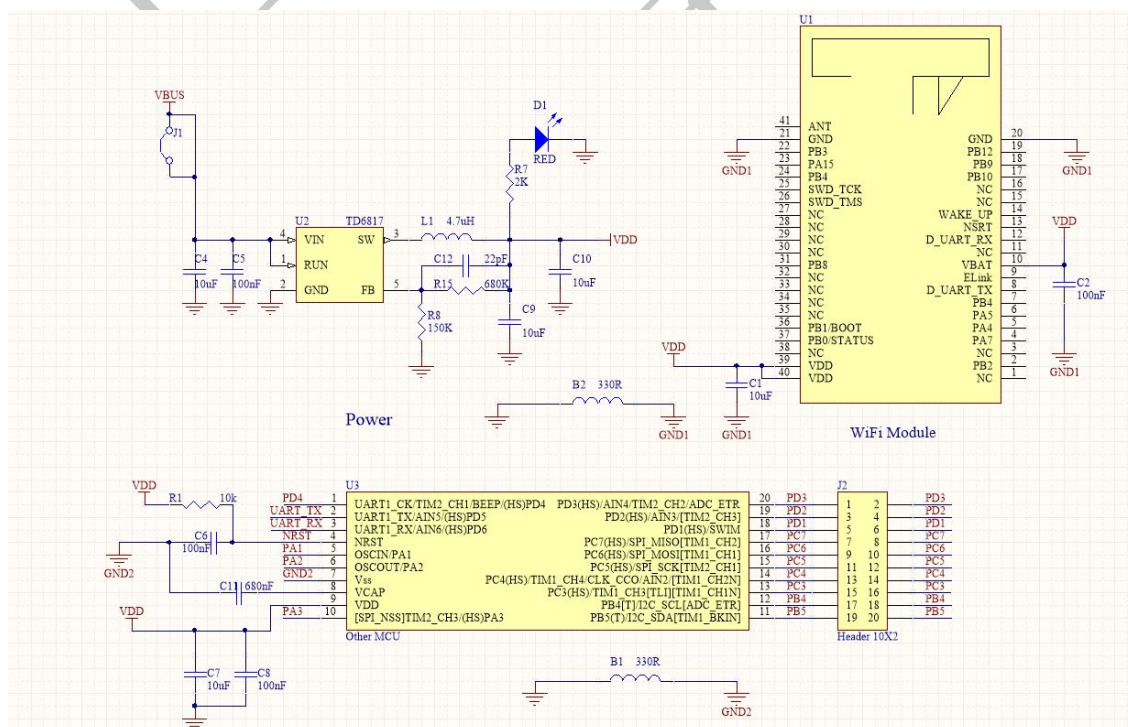 U1
VBUS
J1
D1
RED
R7
2K
U2 TD6817
L1 4.7uH
4 VIN SW 3
1 RUN
2 GND FB 5
VDD
C4
10uF
C5
100nF
C12 22pF
R15 680K
C10
10uF
R8
150K
C9
10uF
Power
B2 330R
GND1
41 ANT
21 GND
22 PB3
23 PA15
24 PB4
25 SWD_TCK
26 SWD_TMS
27 NC
28 NC
29 NC
30 NC
31 PB8
32 NC
33 NC
34 NC
35 NC
36 PB1/BOOT
37 PB0/STATUS
38 NC
39 VDD
40 VDD
GND 20
PB12 19
PB9 18
PB10 17
NC 16
NC 15
WAKE_UP 14
NSRT 13
D_UART_RX 12
NC 11
VBAT 10
ELink 9
D_UART_TX 8
PB4 7
PA5 6
PA4 5
PA7 4
NC 3
PB2 2
NC 1
GND1
GND1
VDD
C2
100nF
GND1
VDD
C1
10uF
GND1
WiFi Module
VDD
R1 10k
C6
100nF
GND2
C11 680nF
VDD
C7
10uF
C8
100nF
U3
PD4 1 UART1_CK/TIM2_CH1/BEEP/(HS)PD4
UART_TX 2 UART1_TX/AIN5/(HS)PD5
UART_RX 3 UART1_RX/AIN6/(HS)PD6
NRST 4 NRST
PA1 5 OSCIN/PA1
PA2 6 OSCOUT/PA2
GND2 7 Vss
8 VCAP
9 VDD
PA3 10 [SPI_NSS]TIM2_CH3/(HS)PA3
PD3(HS)/AIN4/TIM2_CH2/ADC_ETR 20 PD3
PD2(HS)/AIN3/[TIM2_CH3] 19 PD2
PD1(HS)/SWIM 18 PD1
PC7(HS)/SPI_MISO[TIM1_CH2] 17 PC7
PC6(HS)/SPI_MOSI[TIM1_CH1] 16 PC6
PC5(HS)/SPI_SCK[TIM2_CH1] 15 PC5
PC4(HS)/TIM1_CH4/CLK_CCO/AIN2/[TIM1_CH2N] 14 PC4
PC3(HS)/TIM1_CH3[TLI][TIM1_CH1N] 13 PC3
PB4[T)/I2C_SCL[ADC_ETR] 12 PB4
PB5(T)/I2C_SDA[TIM1_BKIN] 11 PB5
Other MCU
J2
1 2 PD3
3 4 PD2
5 6 PD1
7 8 PC7
9 10 PC6
11 12 PC5
13 14 PC4
15 16 PC3
17 18 PB4
19 20 PB5
Header 10X2
B1 330R
GND2